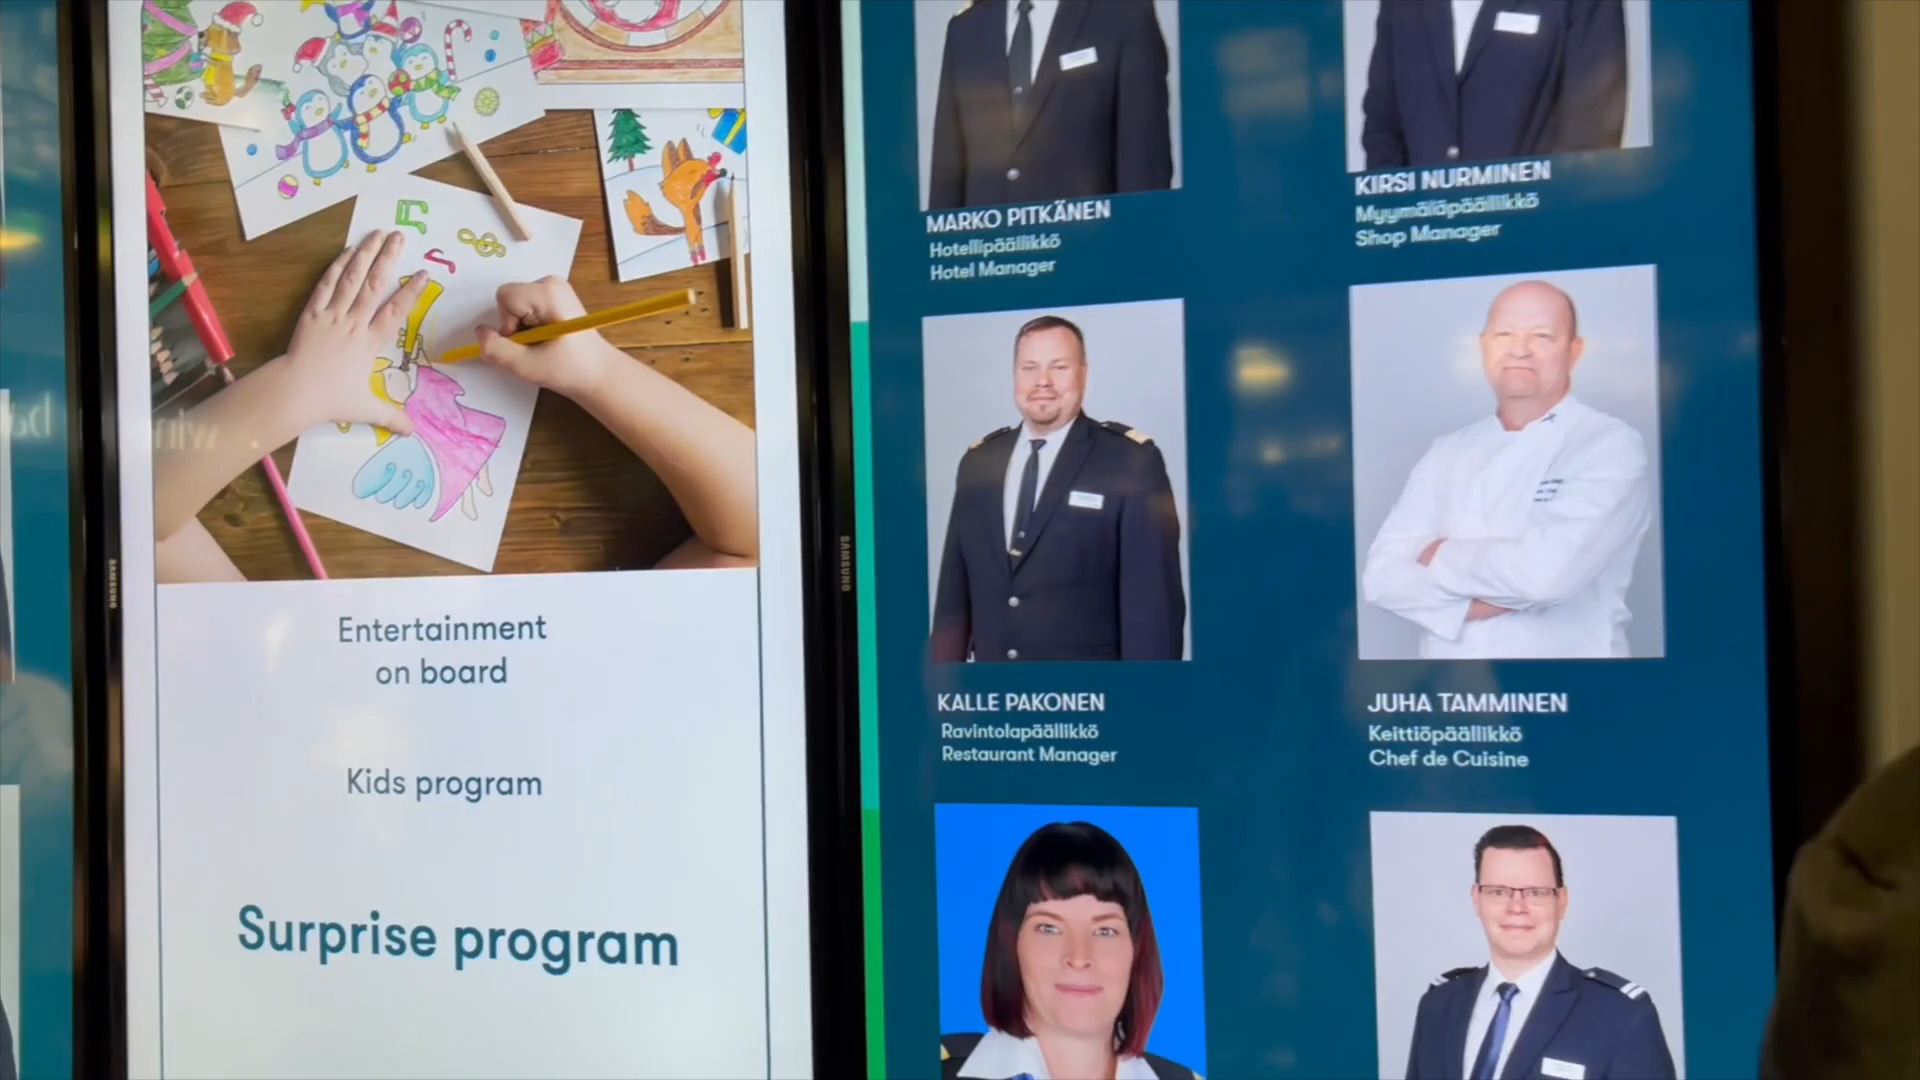 Entertainment
on board
Kids program
Surprise program
SAMSUNG
SAMSUNG
MARKO PITKÄNEN
Hotellipäällikkö
Hotel Manager
KIRSI NURMINEN
Myymäläpäällikkö
Shop Manager
KALLE PAKONEN
Ravintolapäällikkö
Restaurant Manager
JUHA TAMMINEN
Keittiöpäällikkö
Chef de Cuisine